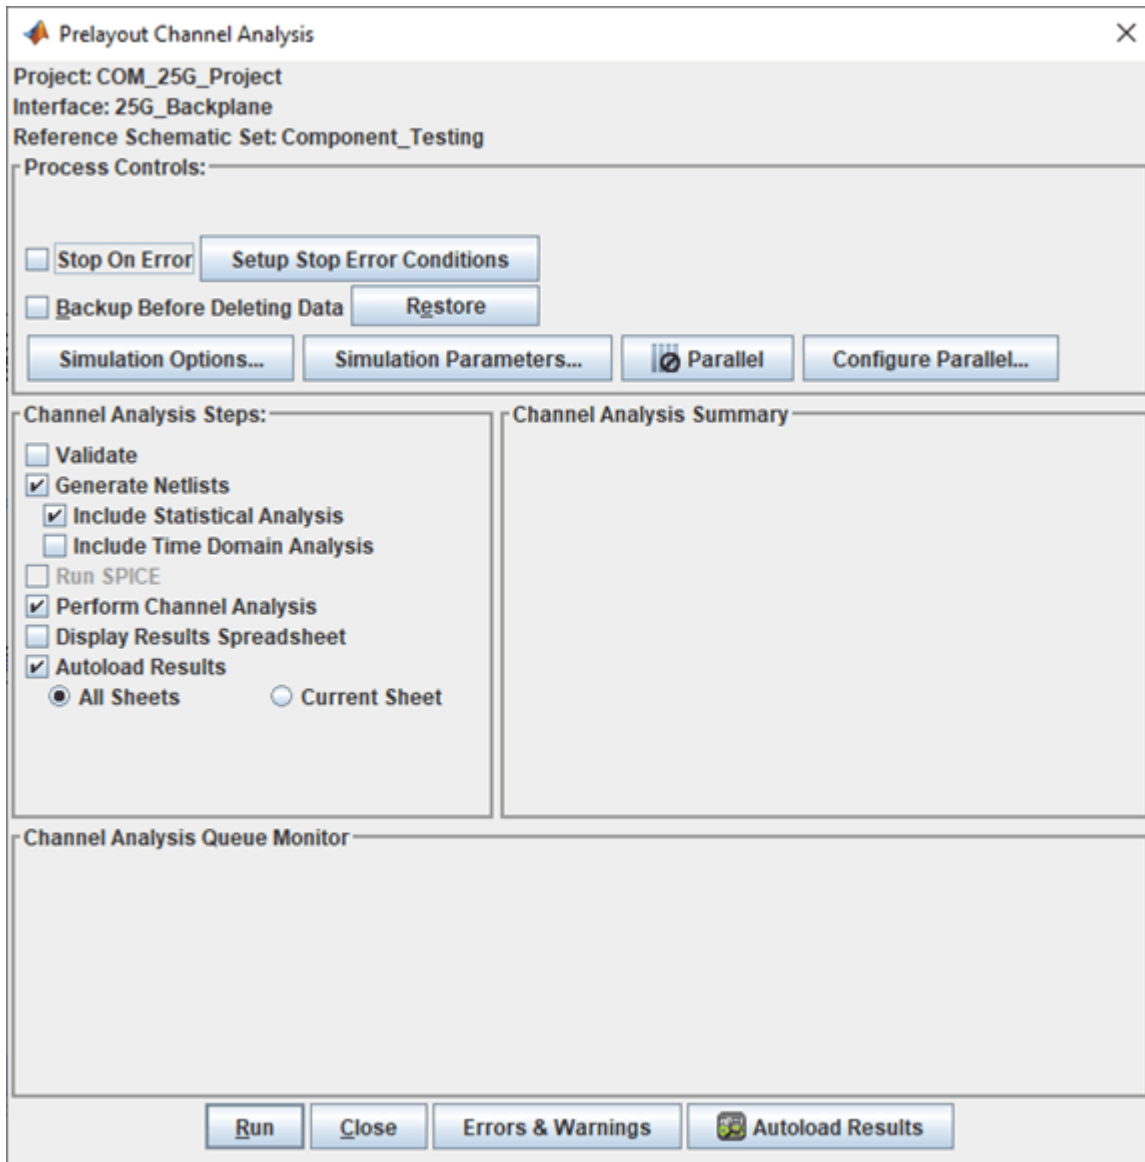 Prelayout Channel Analysis
Project: COM_25G_Project
Interface: 25G_Backplane
Reference Schematic Set: Component_Testing
Process Controls:
Stop On Error Setup Stop Error Conditions
Backup Before Deleting Data Restore
Simulation Options... Simulation Parameters... Parallel Configure Parallel...
Channel Analysis Steps:
Validate
Generate Netlists
Include Statistical Analysis
Include Time Domain Analysis
Run SPICE
Perform Channel Analysis
Display Results Spreadsheet
Autoload Results
All Sheets Current Sheet
Channel Analysis Summary
Channel Analysis Queue Monitor
Run Close Errors & Warnings Autoload Results